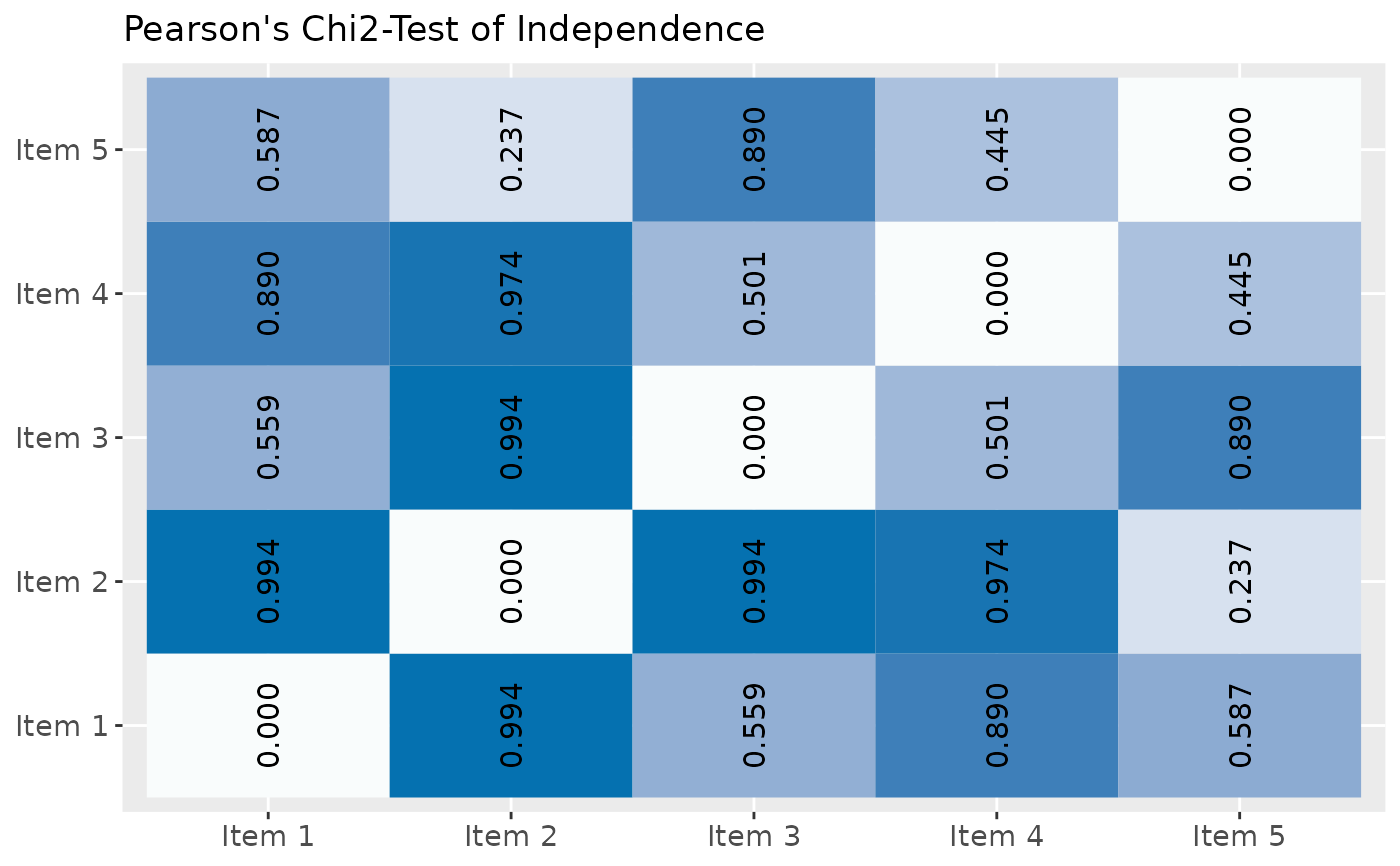 Pearson's Chi2-Test of Independence
Item 5 0.587 0.237 0.890 0.445 0.000
Item 4 0.890 0.974 0.501 0.000 0.445
Item 3 0.559 0.994 0.000 0.501 0.890
Item 2 0.994 0.000 0.994 0.974 0.237
Item 1 0.000 0.994 0.559 0.890 0.587
Item 1 Item 2 Item 3 Item 4 Item 5